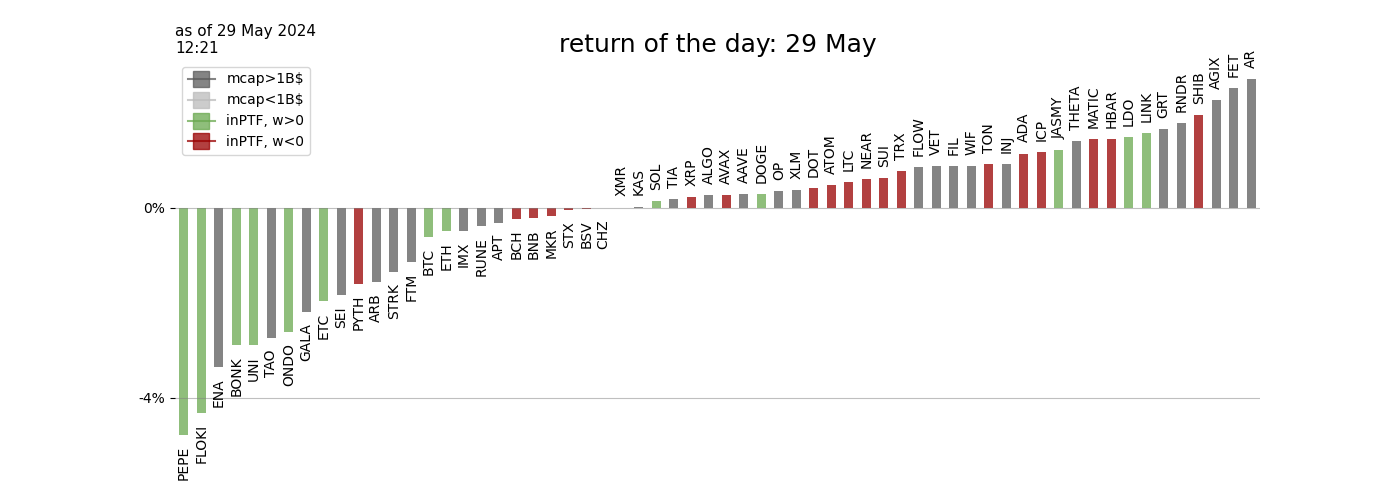 as of 29 May 2024
12:21
return of the day: 29 May
mcap>1B$
mcap<1B$
inPTF, w>0
inPTF, w<0
0%
-4%
PEPE
FLOKI
ENA
BONK
UNI
TAO
ONDO
GALA
ETC
SEI
PYTH
ARB
STRK
FTM
BTC
ETH
IMX
RUNE
APT
BCH
BNB
MKR
STX
BSV
CHZ
XMR
KAS
SOL
TIA
XRP
ALGO
AVAX
AAVE
DOGE
OP
XLM
DOT
ATOM
LTC
NEAR
SUI
TRX
FLOW
VET
FIL
WIF
TON
INJ
ADA
ICP
JASMY
THETA
MATIC
HBAR
LDO
LINK
GRT
RNDR
SHIB
AGIX
FET
AR